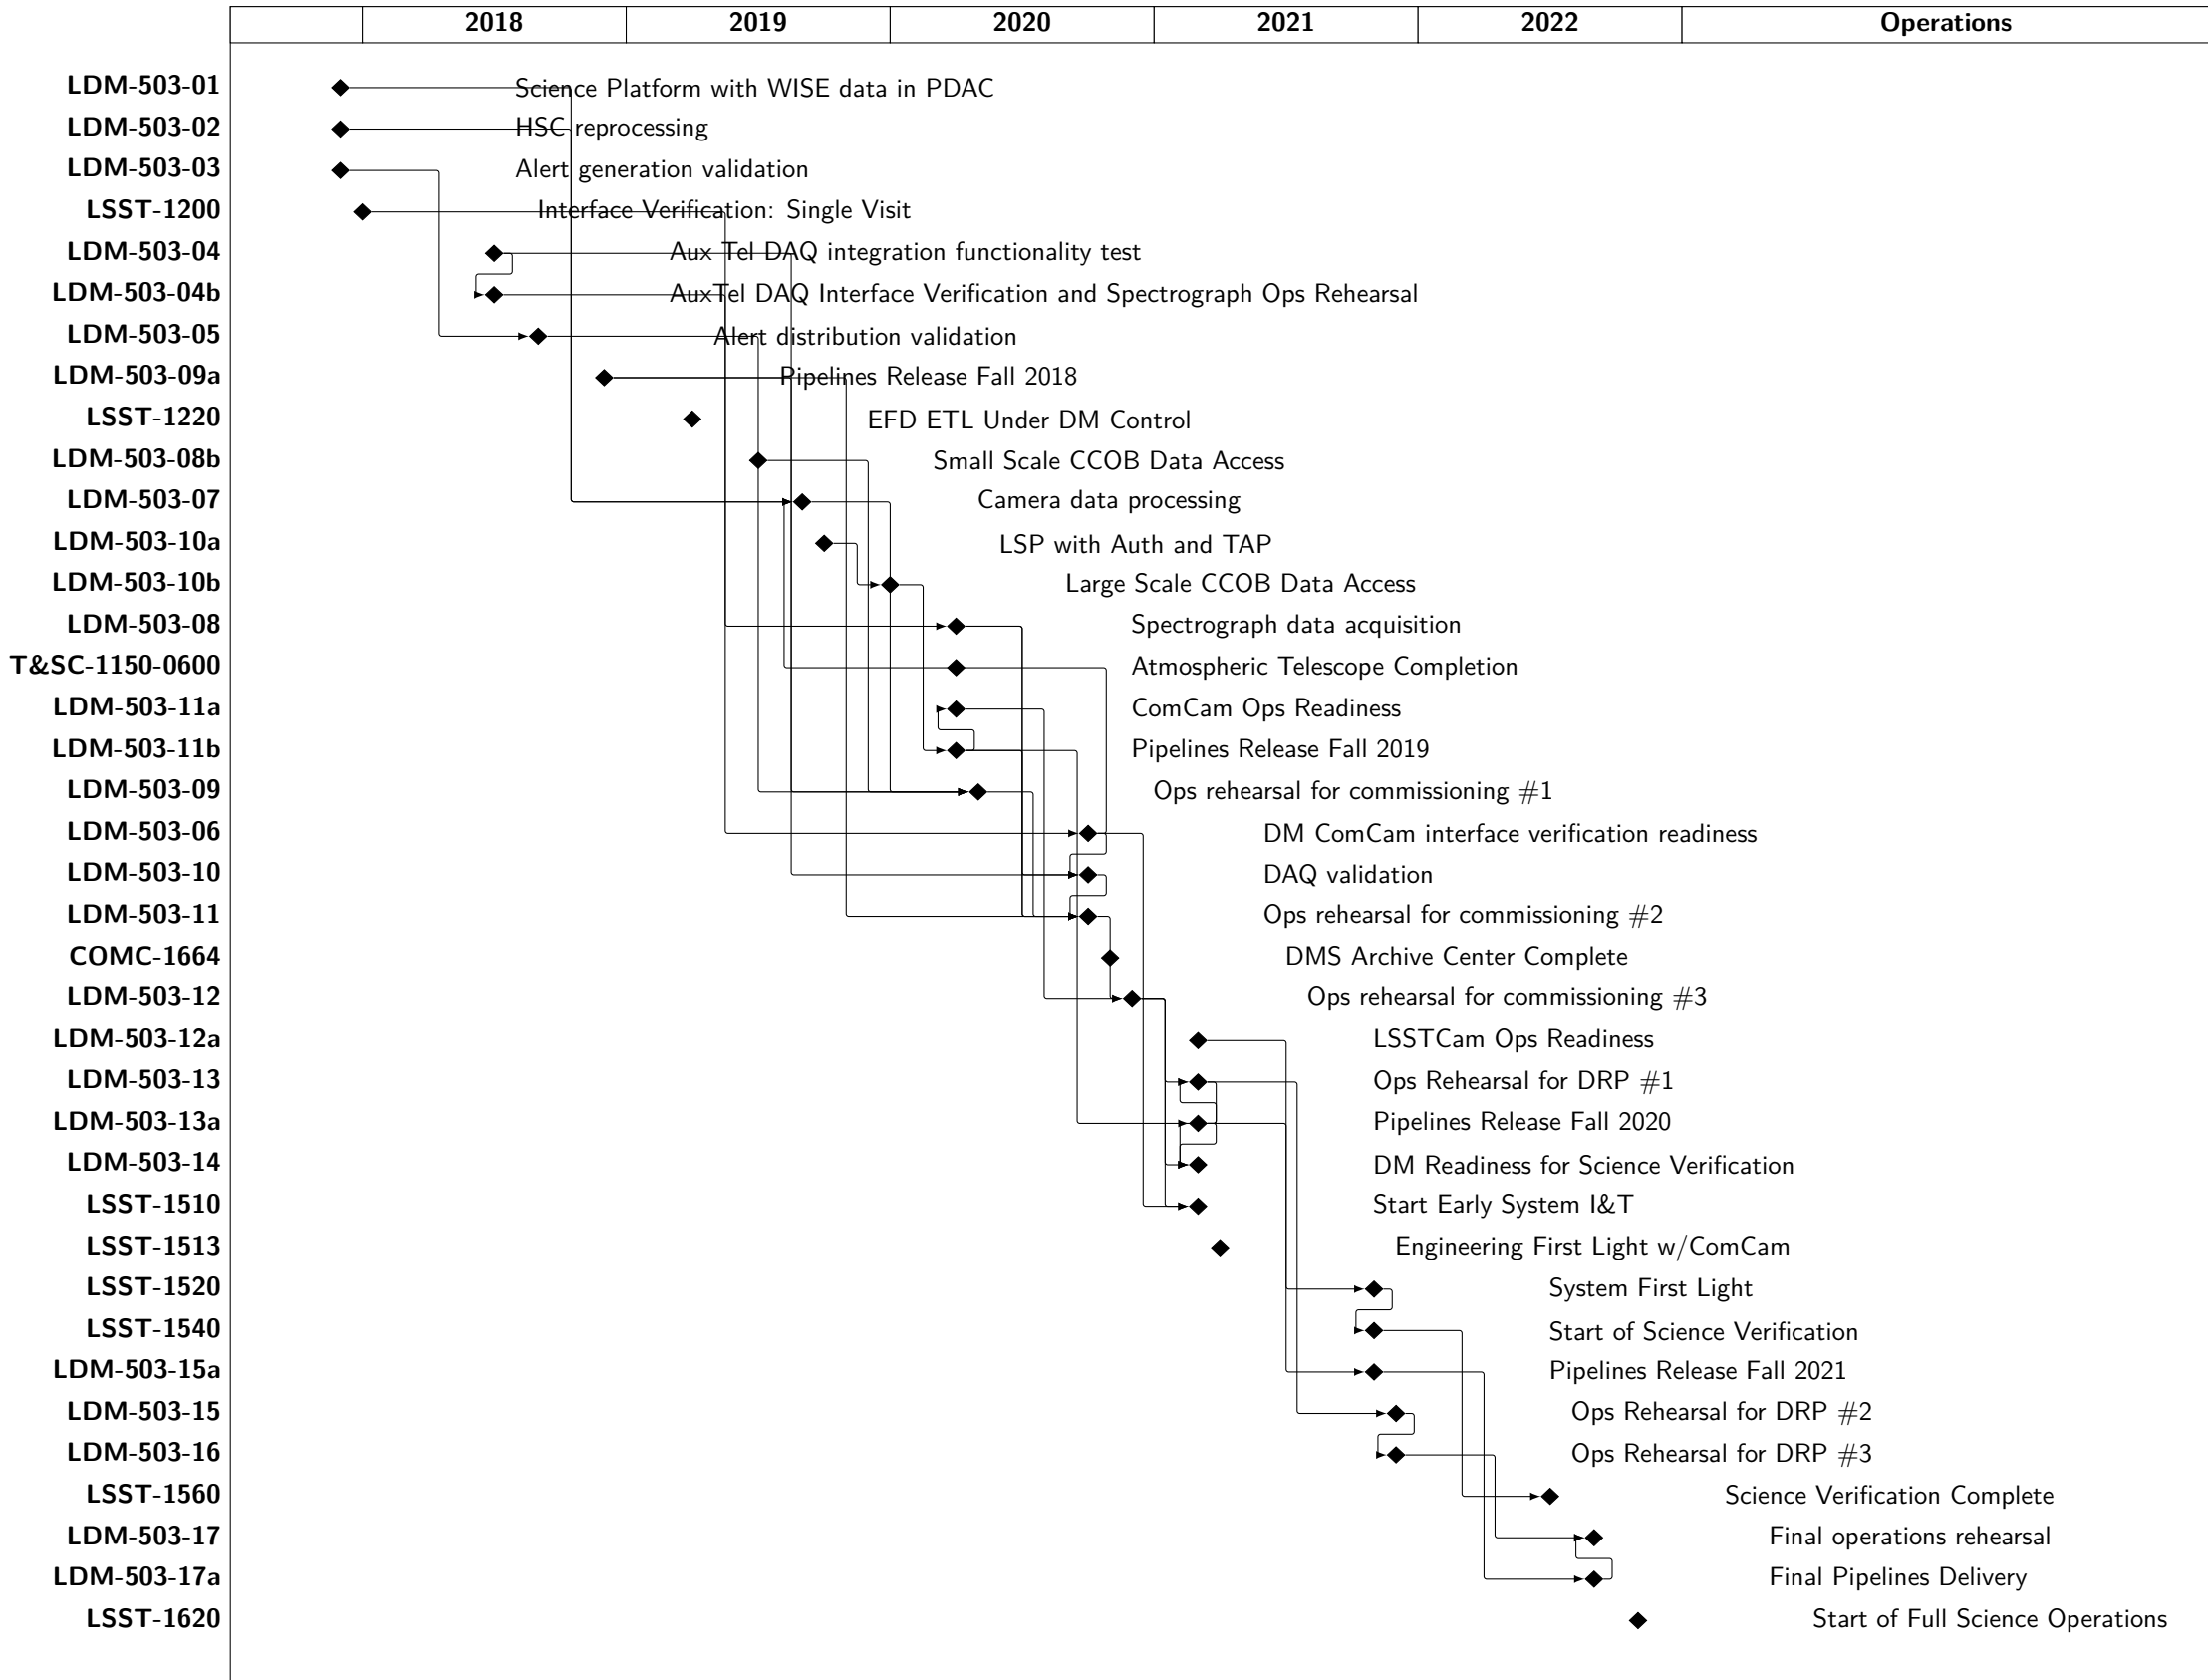 2018 2019 2020 2021 2022 Operations
LDM-503-01 Science Platform with WISE data in PDAC
LDM-503-02 HSC reprocessing
LDM-503-03 Alert generation validation
LSST-1200 Interface Verification: Single Visit
LDM-503-04 Aux Tel DAQ integration functionality test
LDM-503-04b AuxTel DAQ Interface Verification and Spectrograph Ops Rehearsal
LDM-503-05 Alert distribution validation
LDM-503-09a Pipelines Release Fall 2018
LSST-1220 EFD ETL Under DM Control
LDM-503-08b Small Scale CCOB Data Access
LDM-503-07 Camera data processing
LDM-503-10a LSP with Auth and TAP
LDM-503-10b Large Scale CCOB Data Access
LDM-503-08 Spectrograph data acquisition
T&SC-1150-0600 Atmospheric Telescope Completion
LDM-503-11a ComCam Ops Readiness
LDM-503-11b Pipelines Release Fall 2019
LDM-503-09 Ops rehearsal for commissioning #1
LDM-503-06 DM ComCam interface verification readiness
LDM-503-10 DAQ validation
LDM-503-11 Ops rehearsal for commissioning #2
COMC-1664 DMS Archive Center Complete
LDM-503-12 Ops rehearsal for commissioning #3
LDM-503-12a LSSTCam Ops Readiness
LDM-503-13 Ops Rehearsal for DRP #1
LDM-503-13a Pipelines Release Fall 2020
LDM-503-14 DM Readiness for Science Verification
LSST-1510 Start Early System I&T
LSST-1513 Engineering First Light w/ComCam
LSST-1520 System First Light
LSST-1540 Start of Science Verification
LDM-503-15a Pipelines Release Fall 2021
LDM-503-15 Ops Rehearsal for DRP #2
LDM-503-16 Ops Rehearsal for DRP #3
LSST-1560 Science Verification Complete
LDM-503-17 Final operations rehearsal
LDM-503-17a Final Pipelines Delivery
LSST-1620 Start of Full Science Operations